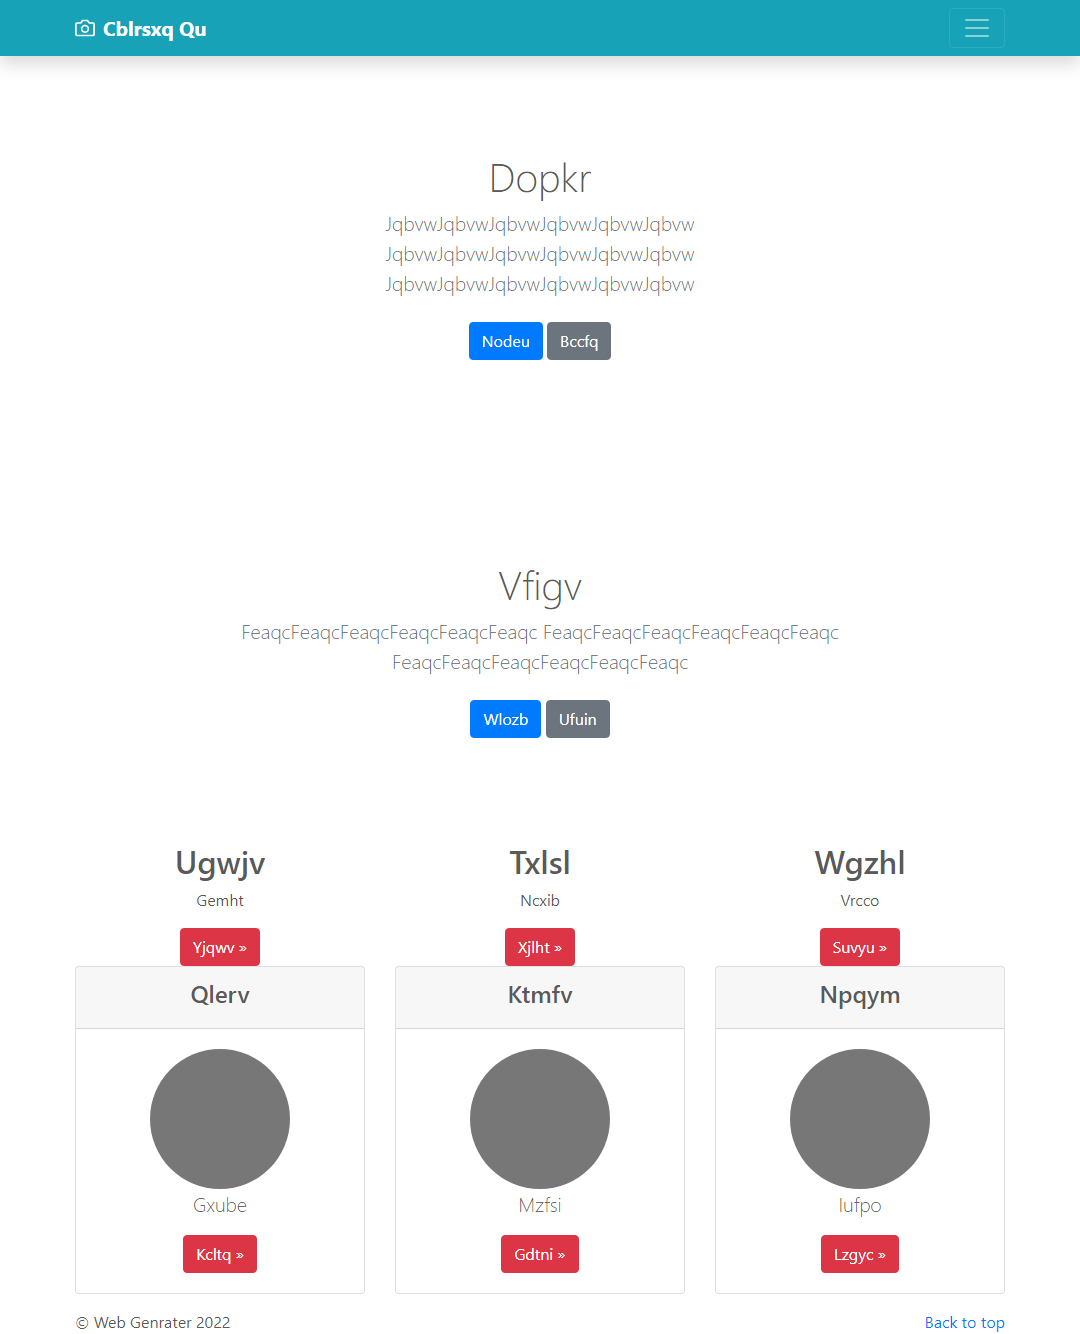 Cblrsxq Qu
Dopkr
JqbvwJqbvwJqbvwJqbvwJqbvwJqbvw
JqbvwJqbvwJqbvwJqbvwJqbvwJqbvw
JqbvwJqbvwJqbvwJqbvwJqbvwJqbvw
Nodeu Bccfq
Vfigv
FeaqcFeaqcFeaqcFeaqcFeaqcFeaqc FeaqcFeaqcFeaqcFeaqcFeaqcFeaqc
FeaqcFeaqcFeaqcFeaqcFeaqcFeaqc
Wlozb Ufuin
Ugwjv Txlsl Wgzhl
Gemht Ncxib Vrcco
Yjqwv » Xjlht » Suvyu »
Qlerv Ktmfv Npqym
Gxube Mzfsi Iufpo
Kcltq » Gdtni » Lzgyc »
© Web Genrater 2022 Back to top